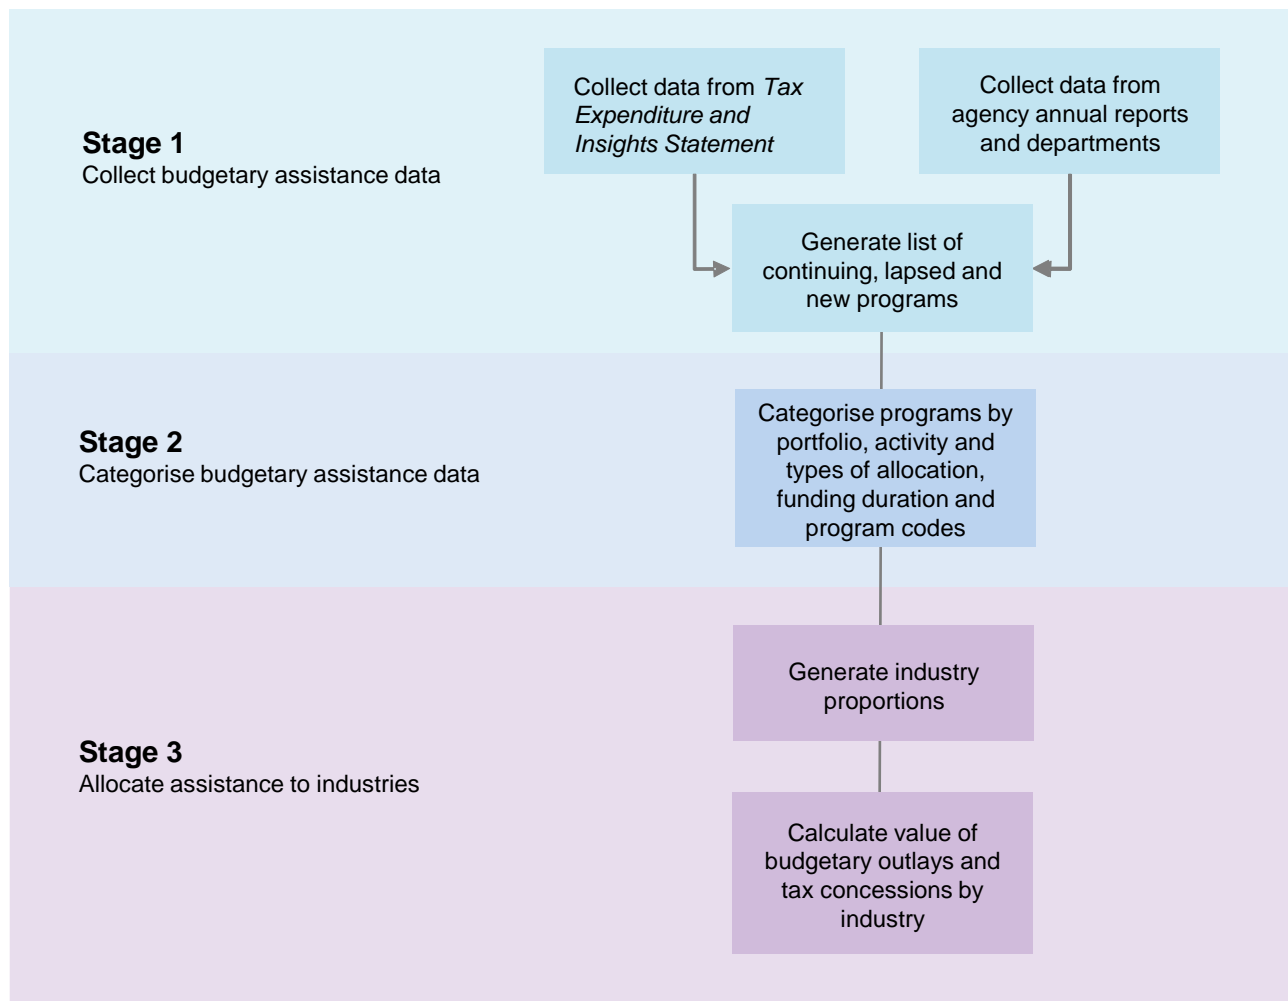 Stage 1
Collect budgetary assistance data
Collect data from Tax
Expenditure and
Insights Statement
Collect data from
agency annual reports
and departments
Generate list of
continuing, lapsed and
new programs
Stage 2
Categorise budgetary assistance data
Categorise programs by
portfolio, activity and
types of allocation,
funding duration and
program codes
Stage 3
Allocate assistance to industries
Generate industry
proportions
Calculate value of
budgetary outlays and
tax concessions by
industry